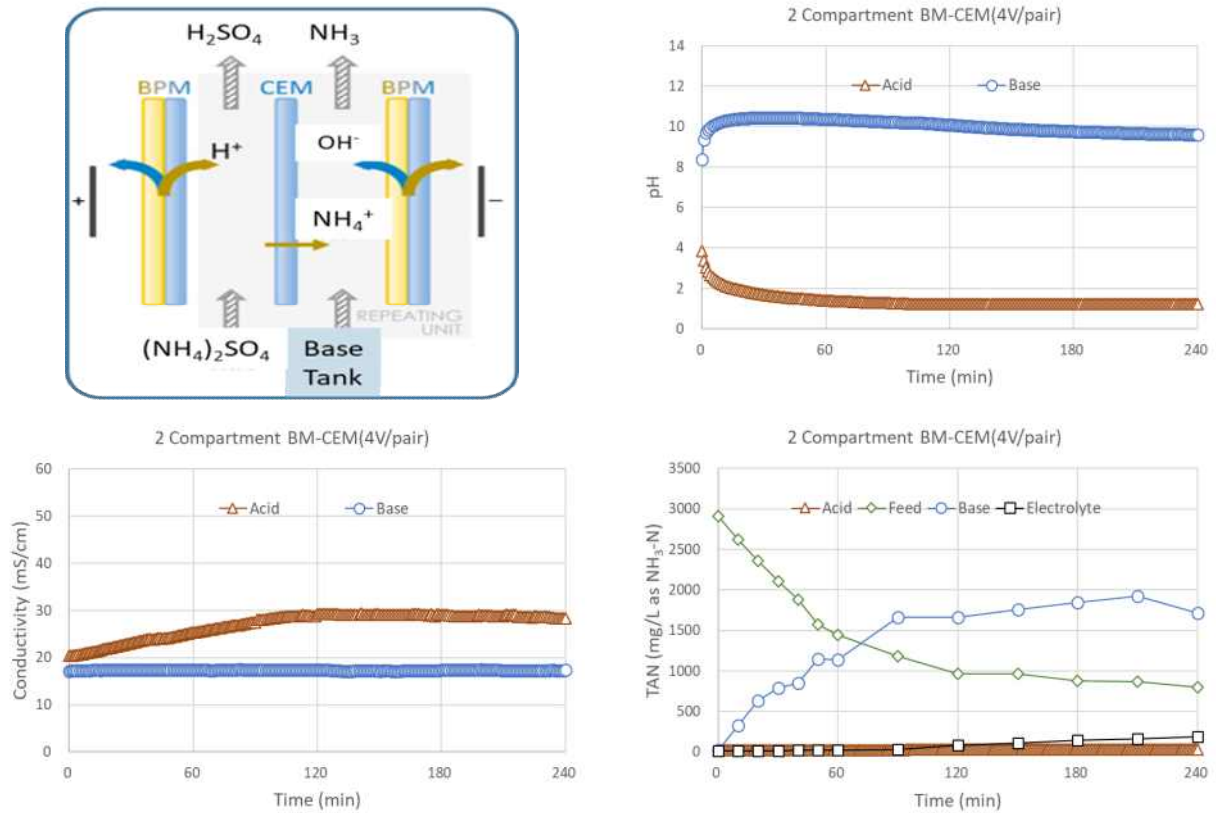 H₂SO₄ NH₃
BPM CEM BPM
H⁺ OH⁻
+ −
NH₄⁺
REPEATING
UNIT
(NH₄)₂SO₄ Base
Tank
2 Compartment BM-CEM(4V/pair)
14
12
10
8
6
4
2
0
Acid Base
pH
0 60 120 180 240
Time (min)
2 Compartment BM-CEM(4V/pair)
60
50
40
30
20
10
0
Acid Base
Conductivity (mS/cm)
0 60 120 180 240
Time (min)
2 Compartment BM-CEM(4V/pair)
3500
3000
2500
2000
1500
1000
500
0
Acid Feed Base Electrolyte
TAN (mg/L as NH₃-N)
0 60 120 180 240
Time (min)